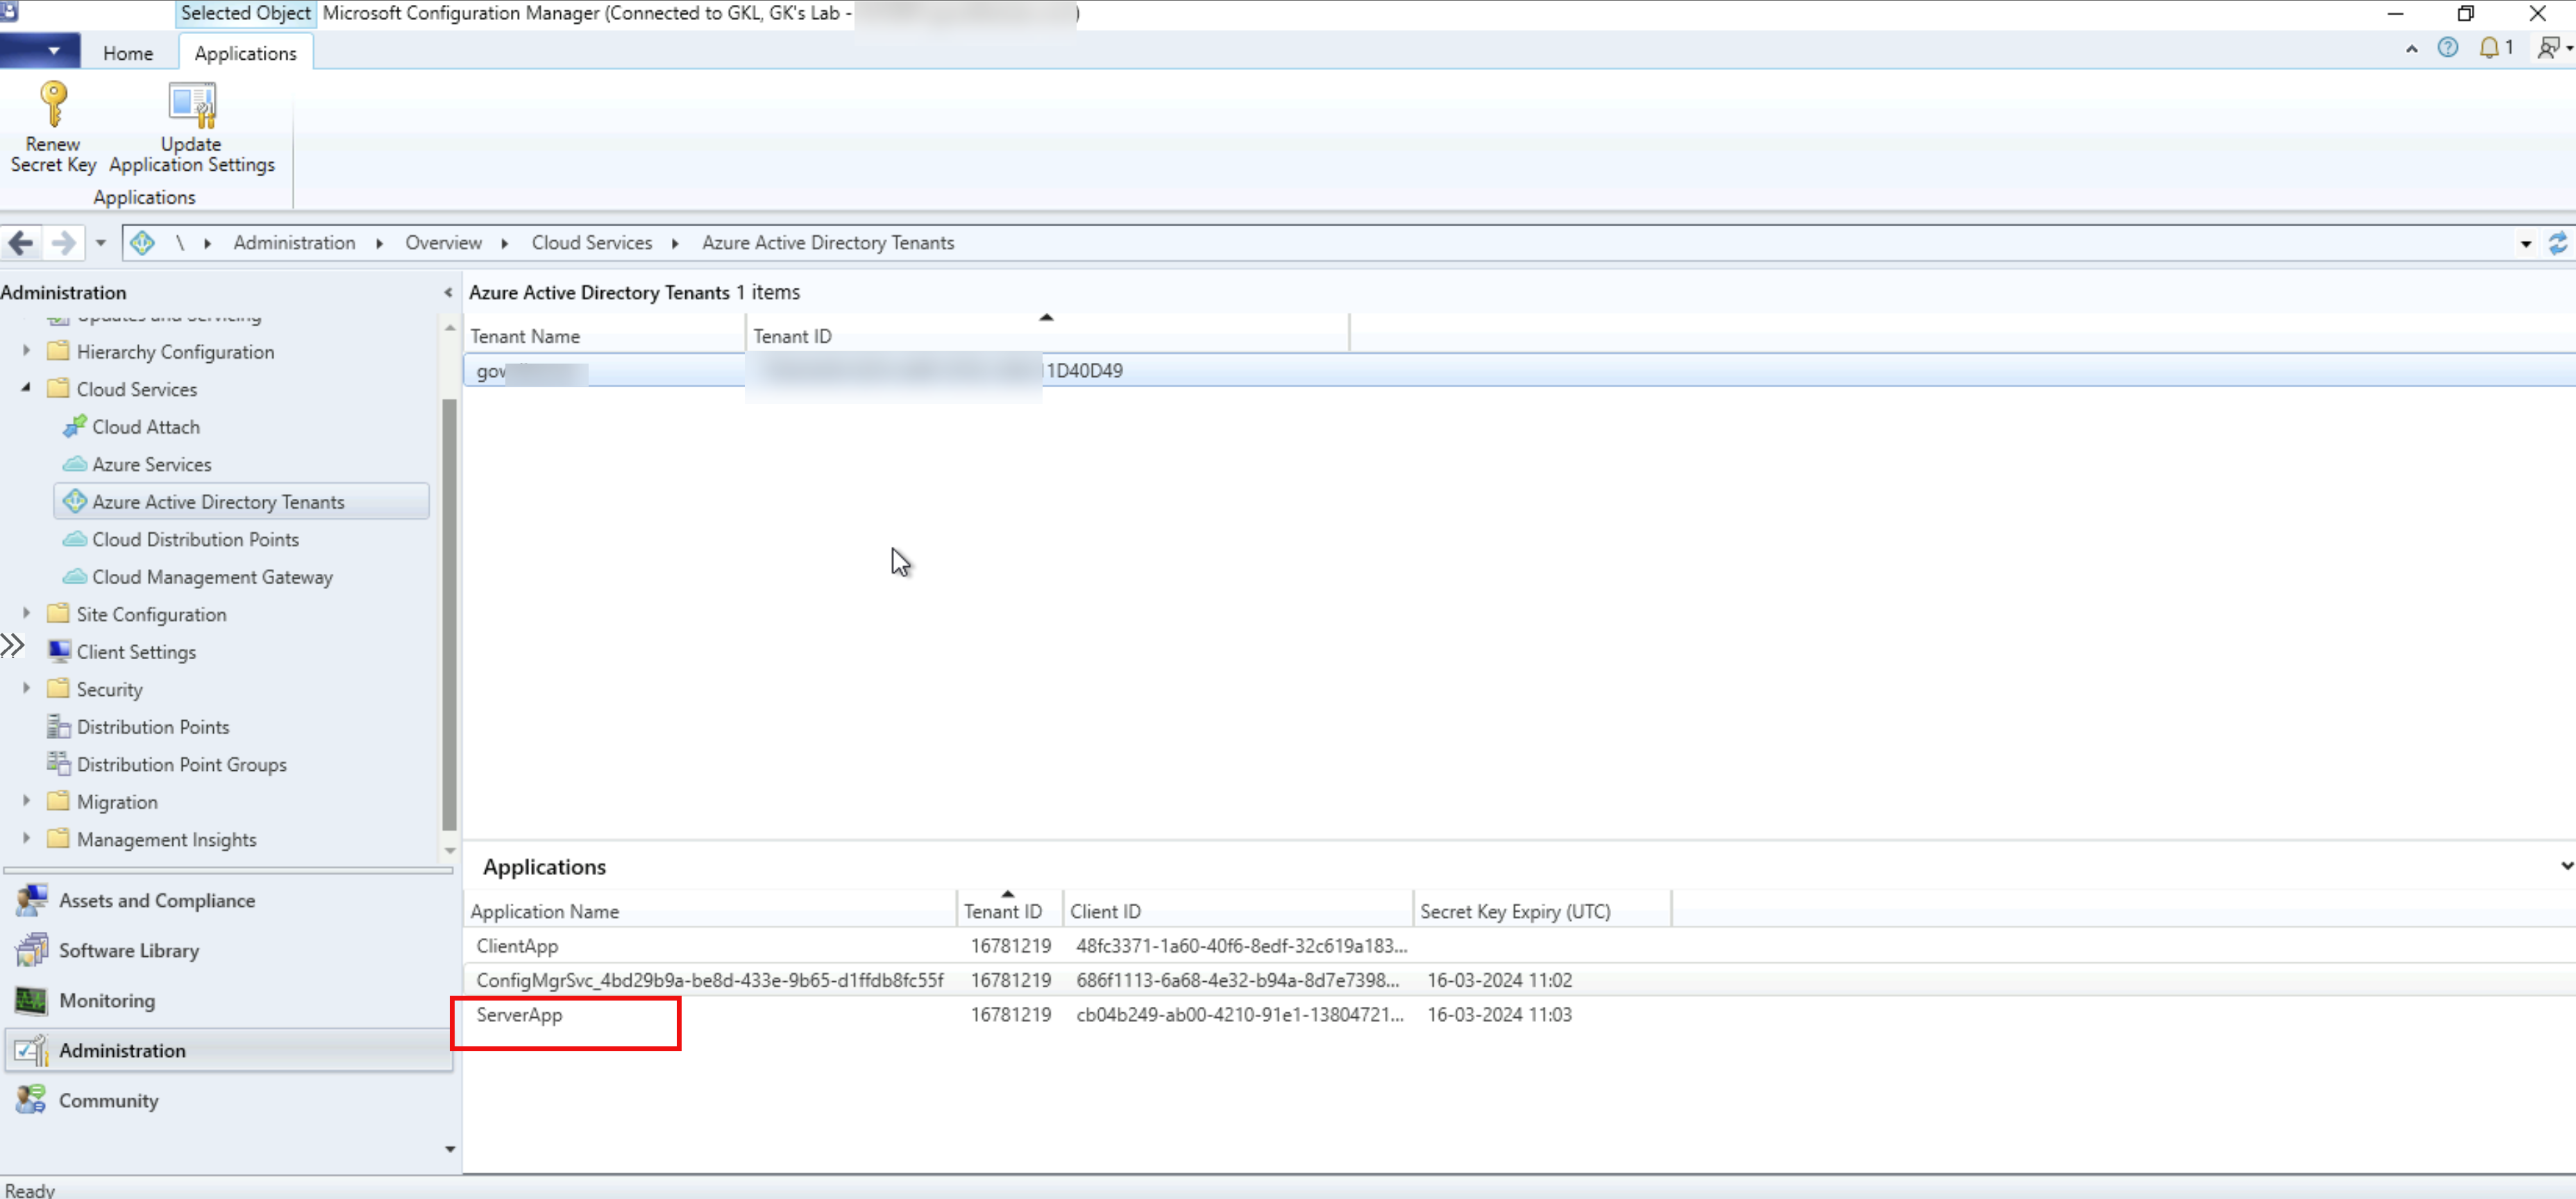 Selected Object Microsoft Configuration Manager (Connected to GKL, GK's Lab - )
Home Applications
1
Renew
Secret Key
Update
Application Settings
Applications
\ Administration Overview Cloud Services Azure Active Directory Tenants
Administration
Updates and Servicing
Hierarchy Configuration
Cloud Services
Cloud Attach
Azure Services
Azure Active Directory Tenants
Cloud Distribution Points
Cloud Management Gateway
Site Configuration
Client Settings
Security
Distribution Points
Distribution Point Groups
Migration
Management Insights
Assets and Compliance
Software Library
Monitoring
Administration
Community
Azure Active Directory Tenants 1 items
Tenant Name Tenant ID
gov 11D40D49
Applications
Application Name Tenant ID Client ID Secret Key Expiry (UTC)
ClientApp 16781219 48fc3371-1a60-40f6-8edf-32c619a183...
ConfigMgrSvc_4bd29b9a-be8d-433e-9b65-d1ffdb8fc55f 16781219 686f1113-6a68-4e32-b94a-8d7e7398... 16-03-2024 11:02
ServerApp 16781219 cb04b249-ab00-4210-91e1-13804721... 16-03-2024 11:03
Ready